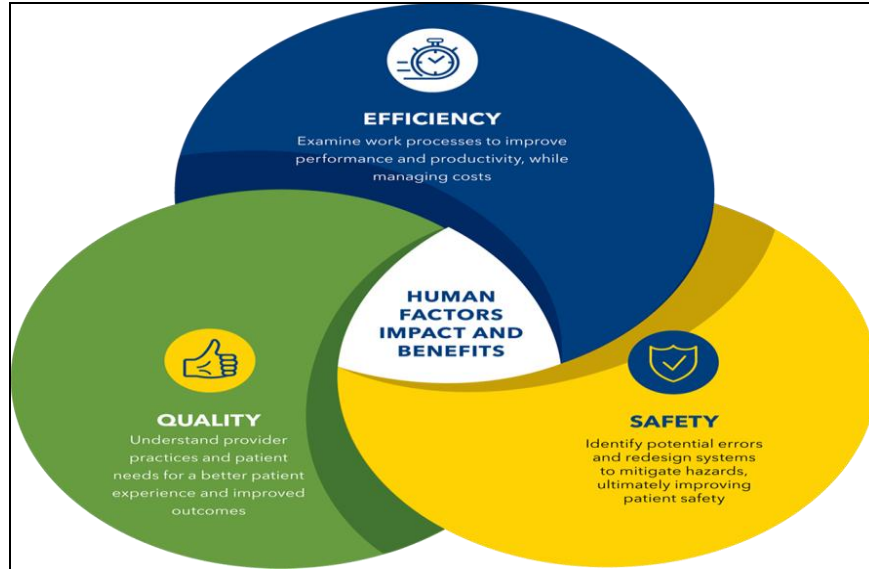 EFFICIENCY
Examine work processes to improve
performance and productivity, while
managing costs
HUMAN
FACTORS
IMPACT AND
BENEFITS
QUALITY
Understand provider
practices and patient
needs for a better patient
experience and improved
outcomes
SAFETY
Identify potential errors
and redesign systems
to mitigate hazards,
ultimately improving
patient safety